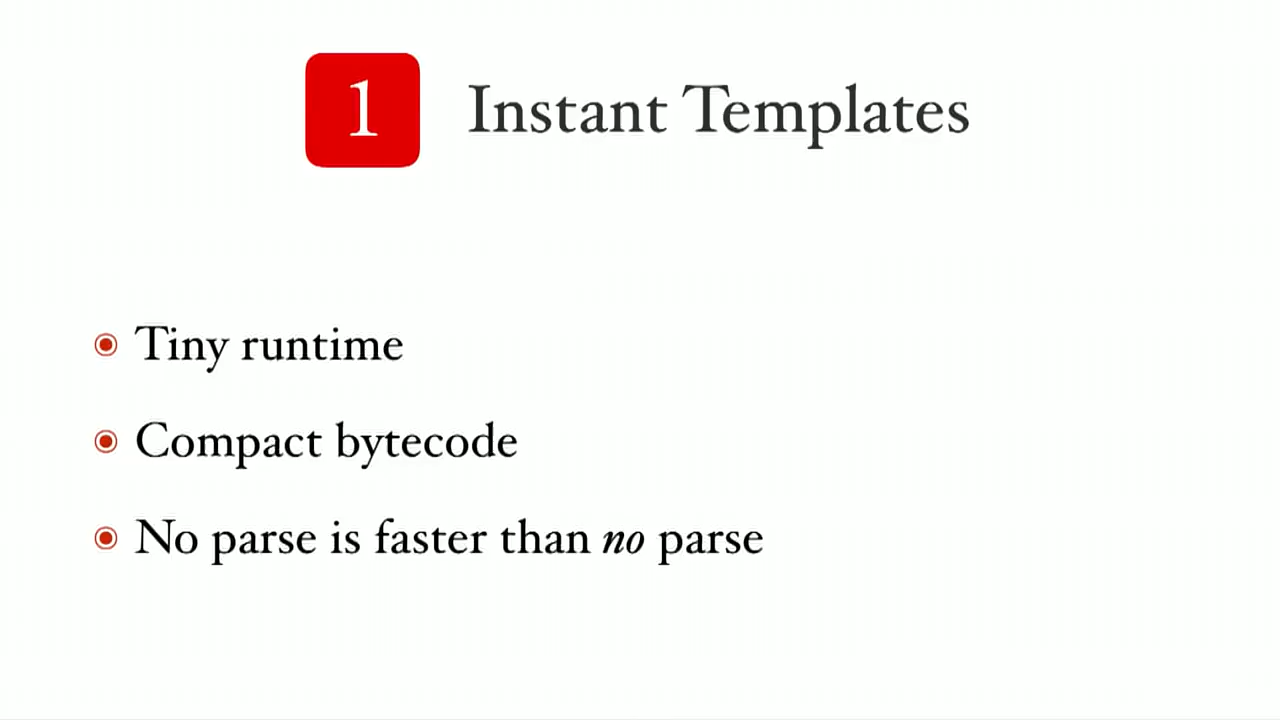 1 Instant Templates
Tiny runtime
Compact bytecode
No parse is faster than no parse